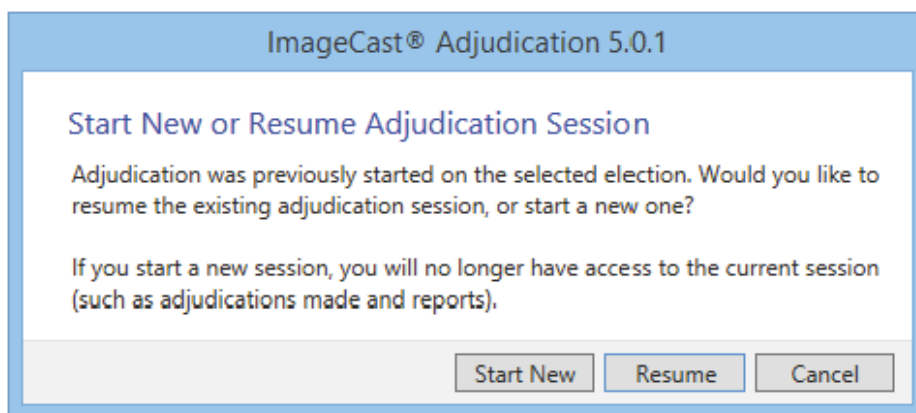 ImageCast® Adjudication 5.0.1
Start New or Resume Adjudication Session
Adjudication was previously started on the selected election. Would you like to
resume the existing adjudication session, or start a new one?
If you start a new session, you will no longer have access to the current session
(such as adjudications made and reports).
Start New Resume Cancel